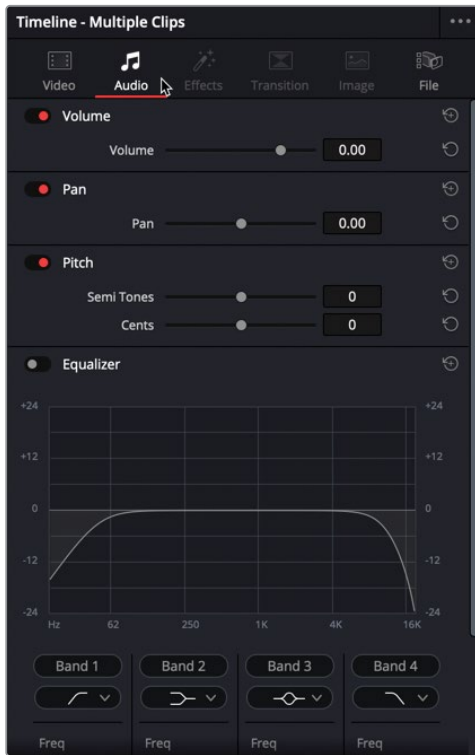 Timeline - Multiple Clips
Video Audio Effects Transition Image File
Volume
Volume 0.00
Pan
Pan 0.00
Pitch
Semi Tones 0
Cents 0
Equalizer
+24 +24
+12 +12
0 0
-12 -12
-24 -24
Hz 62 250 1K 4K 16K
Band 1 Band 2 Band 3 Band 4
Freq Freq Freq Freq